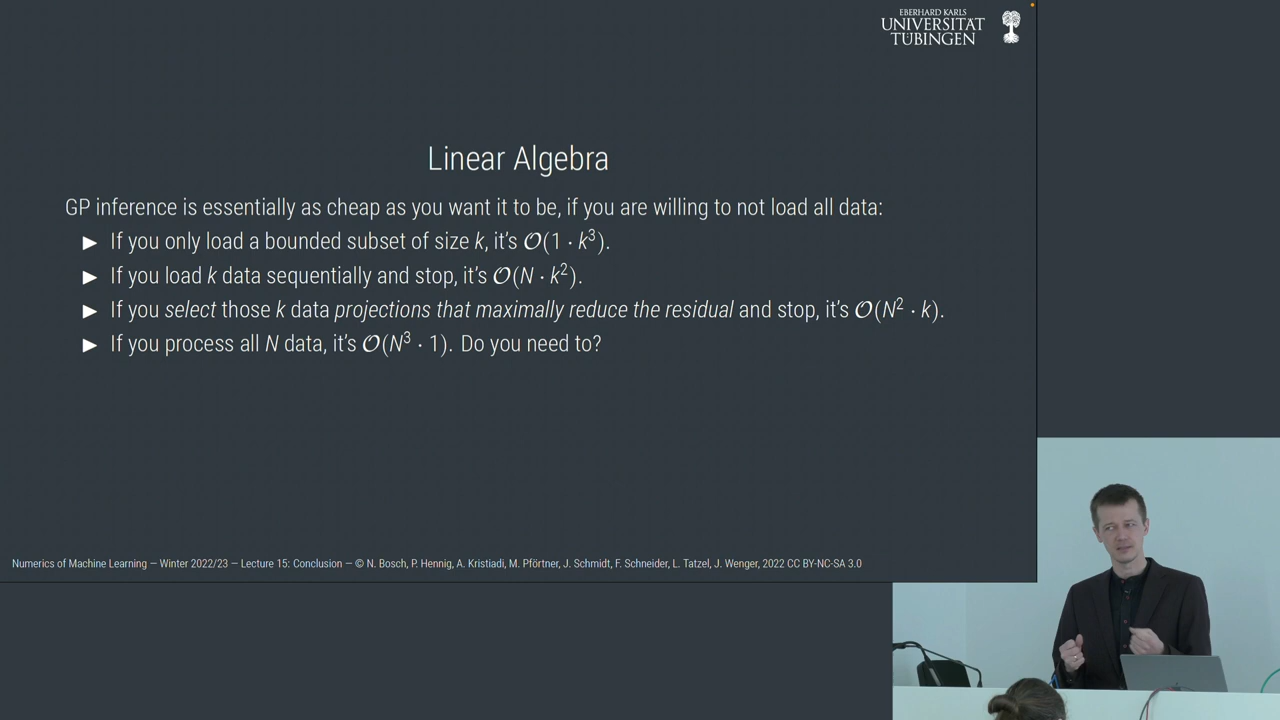 EBERHARD KARLS
UNIVERSITÄT
TÜBINGEN
Linear Algebra
GP inference is essentially as cheap as you want it to be, if you are willing to not load all data:
▶ If you only load a bounded subset of size k, it's 𝒪(1 · k³).
▶ If you load k data sequentially and stop, it's 𝒪(N · k²).
▶ If you select those k data projections that maximally reduce the residual and stop, it's 𝒪(N² · k).
▶ If you process all N data, it's 𝒪(N³ · 1). Do you need to?
Numerics of Machine Learning — Winter 2022/23 — Lecture 15: Conclusion — © N. Bosch, P. Hennig, A. Kristiadi, M. Pförtner, J. Schmidt, F. Schneider, L. Tatzel, J. Wenger, 2022 CC BY-NC-SA 3.0